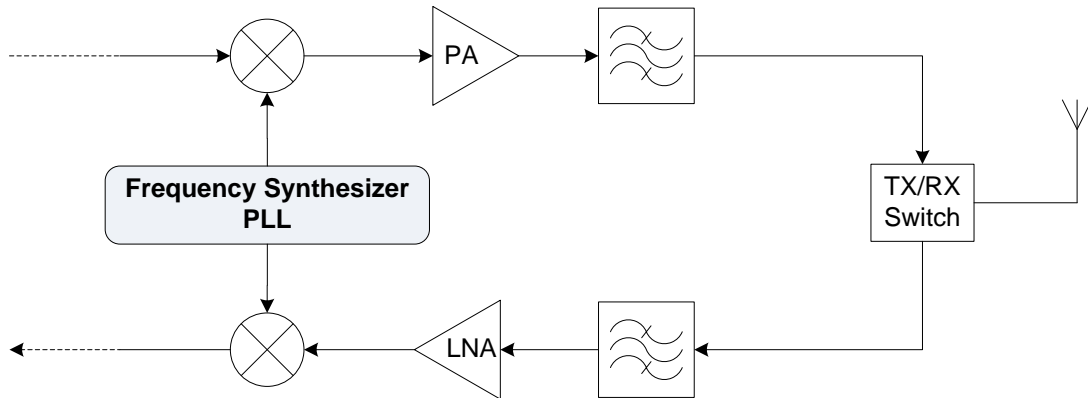 PA
TX/RX
Switch
Frequency Synthesizer
PLL
LNA